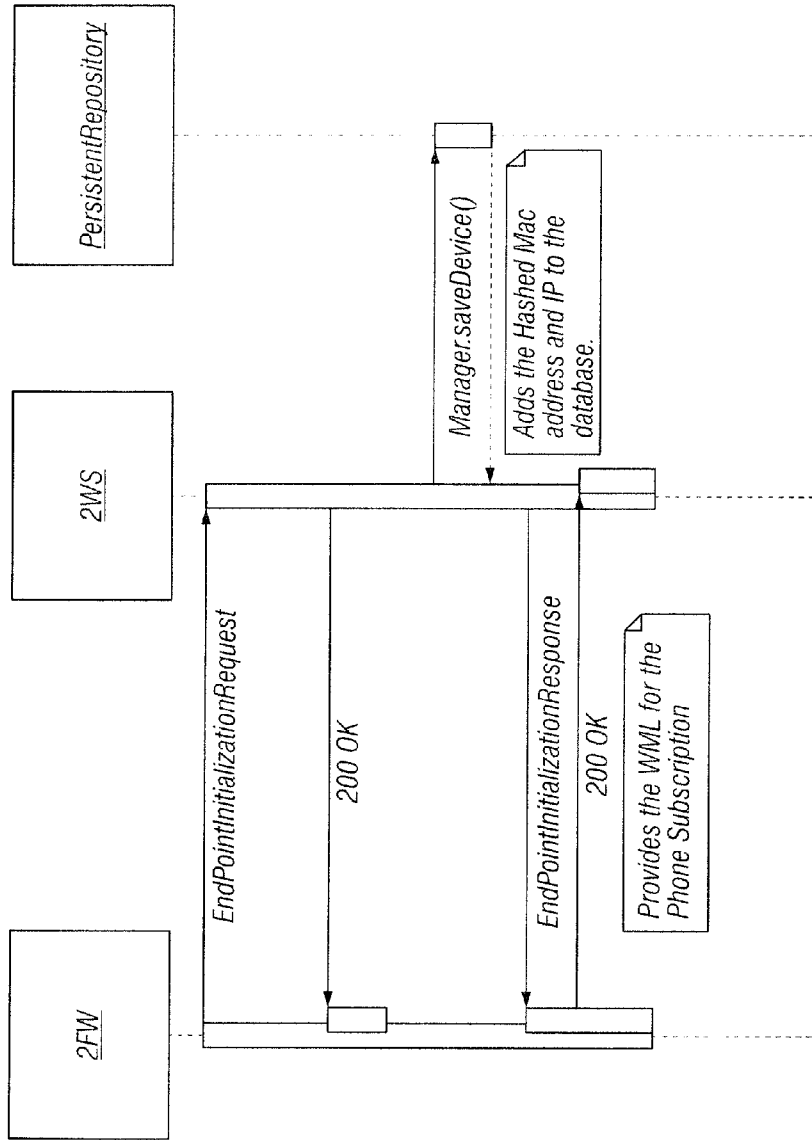 2FW
2WS
PersistentRepository
EndPointInitializationRequest
200 OK
Manager.saveDevice()
Adds the Hashed Mac
address and IP to the
database.
EndPointInitializationResponse
200 OK
Provides the WML for the
Phone Subscription